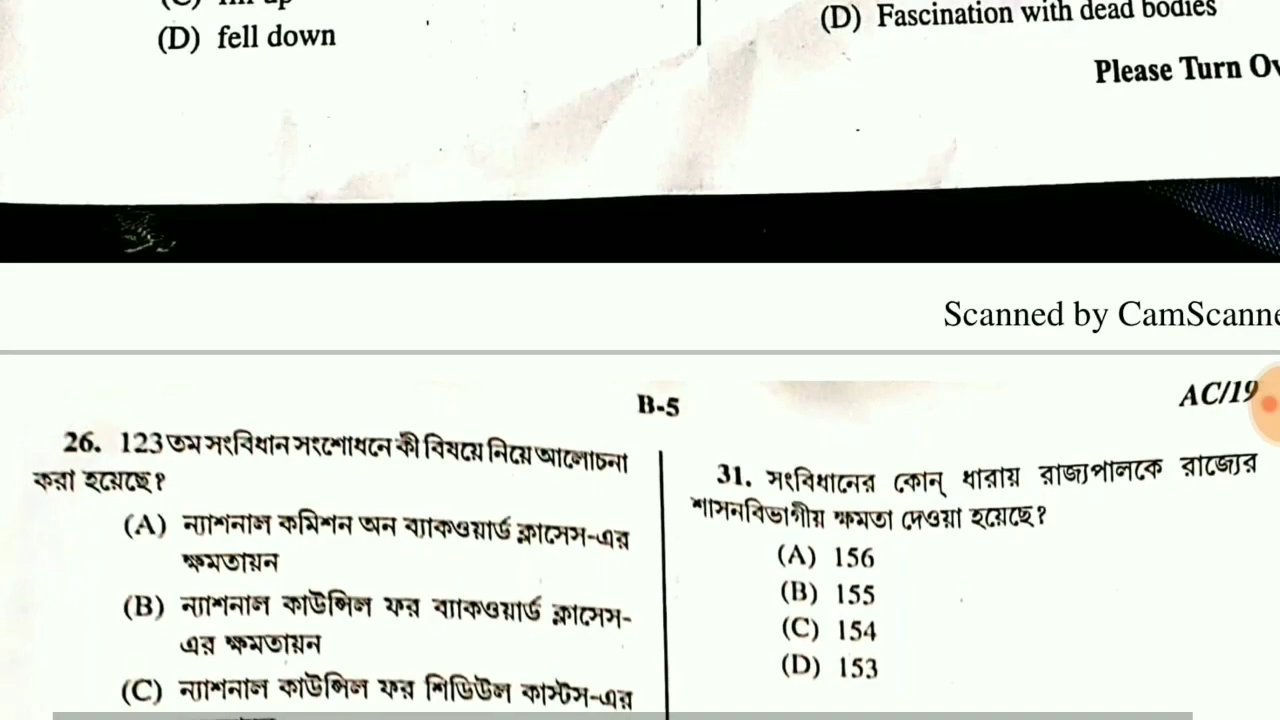 (D) fell down
(D) Fascination with dead bodies
Please Turn Ov
Scanned by CamScanne
B-5
AC/19
26. 123তম সংবিধান সংশোধনে কী বিষয়ে নিয়ে আলোচনা
করা হয়েছে?
(A) ন্যাশনাল কমিশন অন ব্যাকওয়ার্ড ক্লাসেস-এর
ক্ষমতায়ন
(B) ন্যাশনাল কাউন্সিল ফর ব্যাকওয়ার্ড ক্লাসেস-
এর ক্ষমতায়ন
(C) ন্যাশনাল কাউন্সিল ফর শিডিউল কাস্টস-এর
31. সংবিধানের কোন্ ধারায় রাজ্যপালকে রাজ্যের
শাসনবিভাগীয় ক্ষমতা দেওয়া হয়েছে?
(A) 156
(B) 155
(C) 154
(D) 153